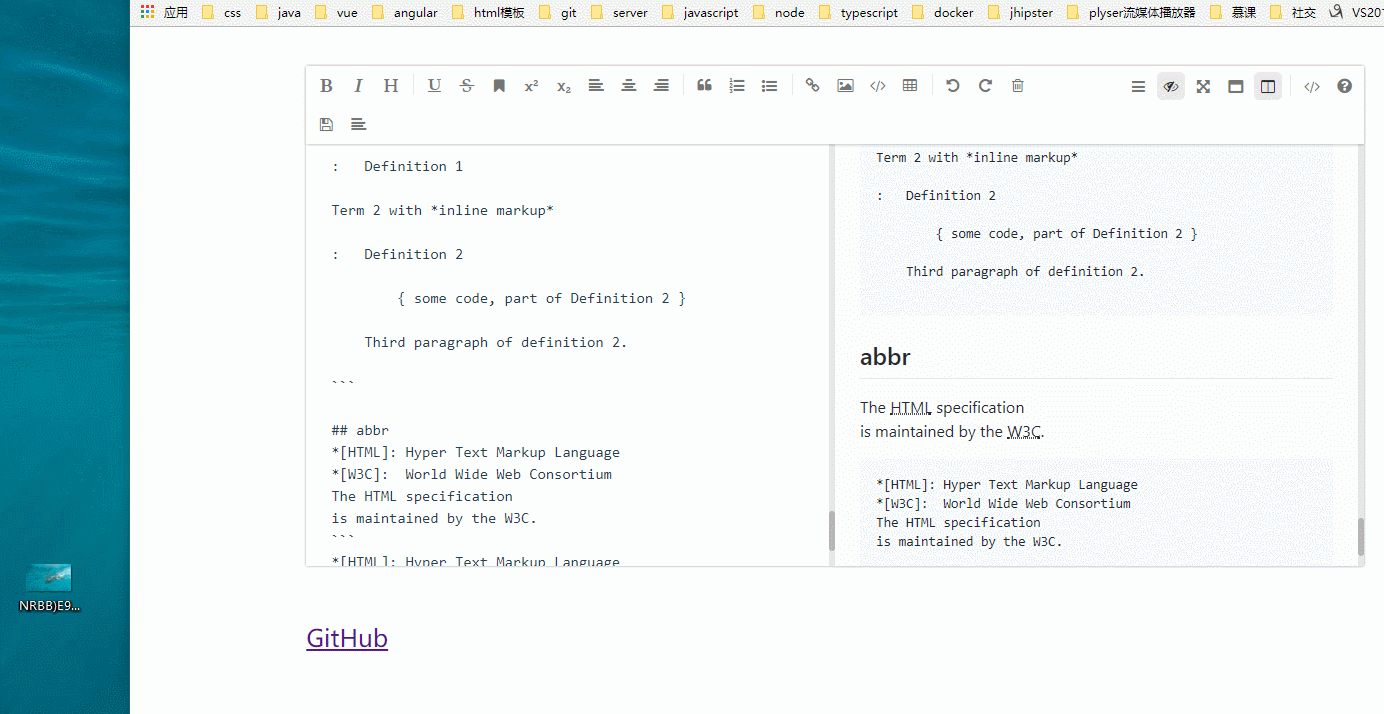 应用 css java vue angular html模板 git server javascript node typescript docker jhipster plyser流媒体播放器 慕课 社交 VS201
B I H U S x² x₂
:   Definition 1
Term 2 with *inline markup*
:   Definition 2
        { some code, part of Definition 2 }
    Third paragraph of definition 2.
```
## abbr
*[HTML]: Hyper Text Markup Language
*[W3C]:  World Wide Web Consortium
The HTML specification
is maintained by the W3C.
```
*[HTML]: Hyper Text Markup Language
Term 2 with *inline markup*
:   Definition 2
        { some code, part of Definition 2 }
    Third paragraph of definition 2.
abbr
The HTML specification
is maintained by the W3C.
*[HTML]: Hyper Text Markup Language
*[W3C]:  World Wide Web Consortium
The HTML specification
is maintained by the W3C.
NRBB)E9...
GitHub